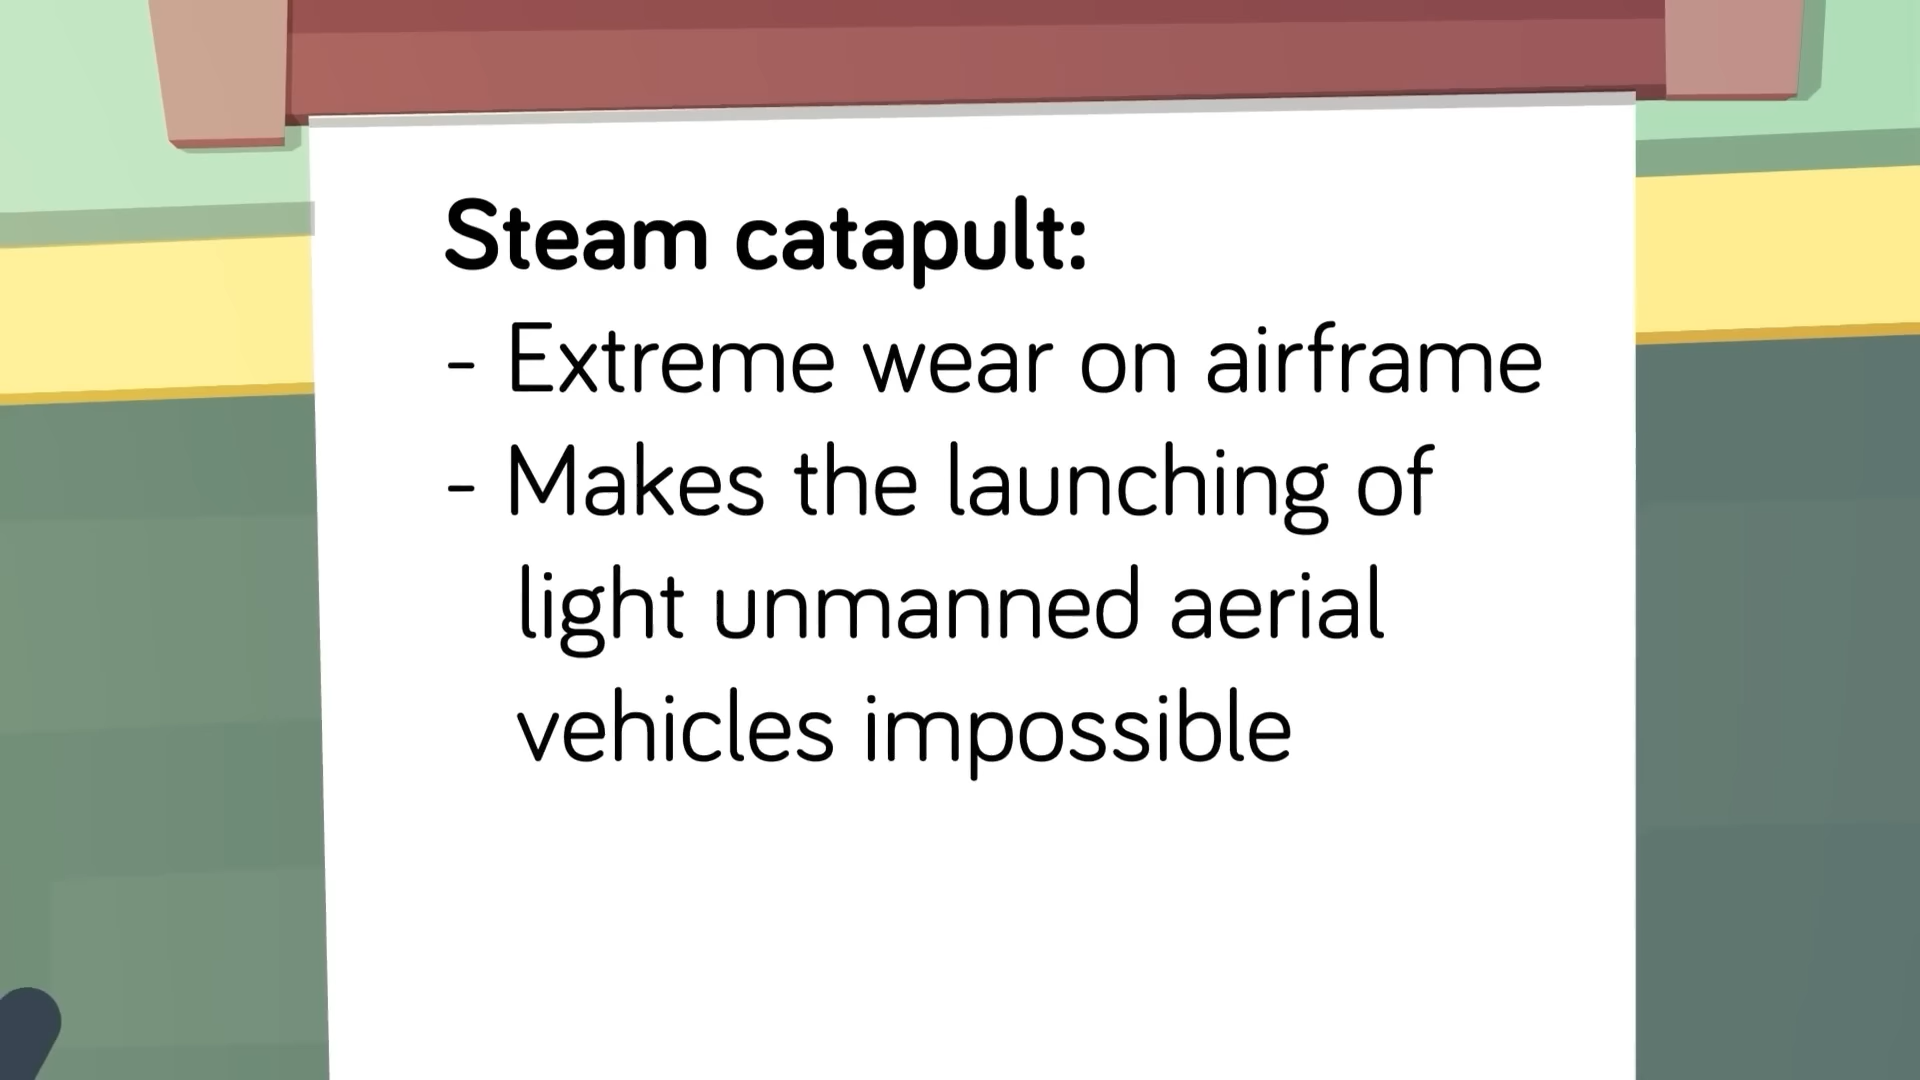 Steam catapult:
- Extreme wear on airframe
- Makes the launching of
light unmanned aerial
vehicles impossible